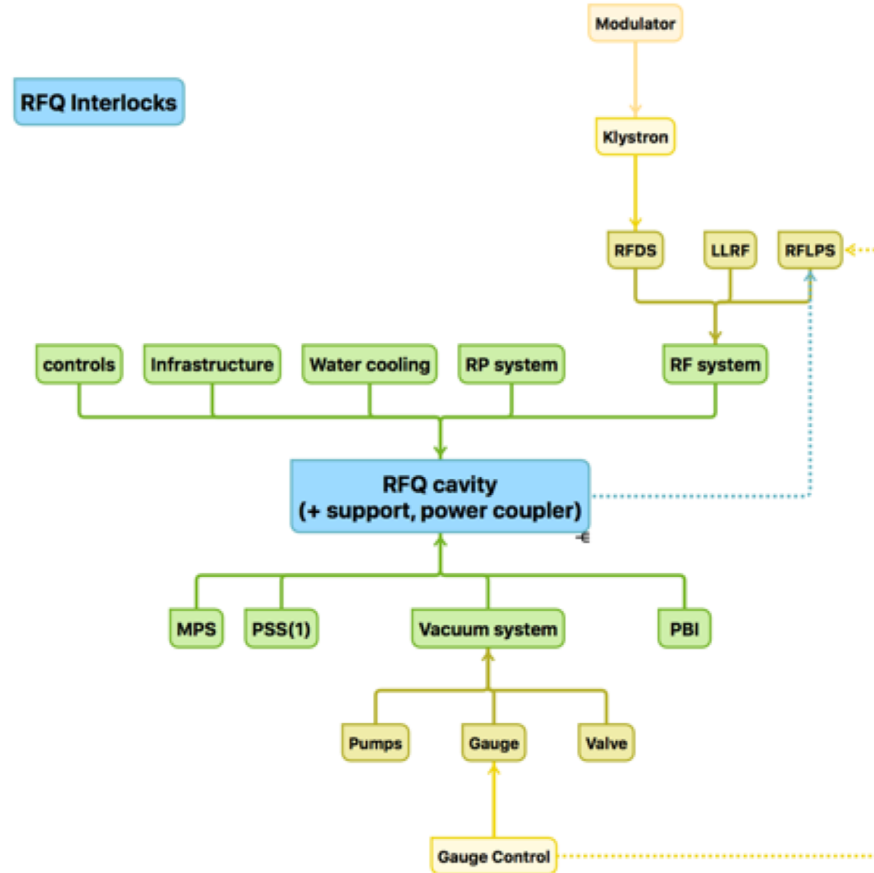 Modulator
RFQ Interlocks
Klystron
RFDS
LLRF
RFLPS
controls
Infrastructure
Water cooling
RP system
RF system
RFQ cavity
(+ support, power coupler)
MPS
PSS(1)
Vacuum system
PBI
Pumps
Gauge
Valve
Gauge Control